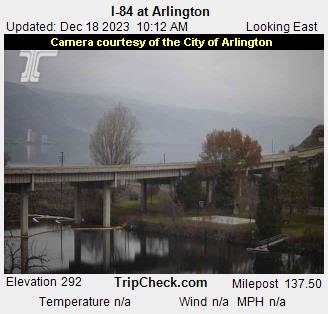 I-84 at Arlington
Updated: Dec 18 2023 10:12 AM Looking East
Camera courtesy of the City of Arlington
Elevation 292 TripCheck.com Milepost 137.50
Temperature n/a Wind n/a MPH n/a